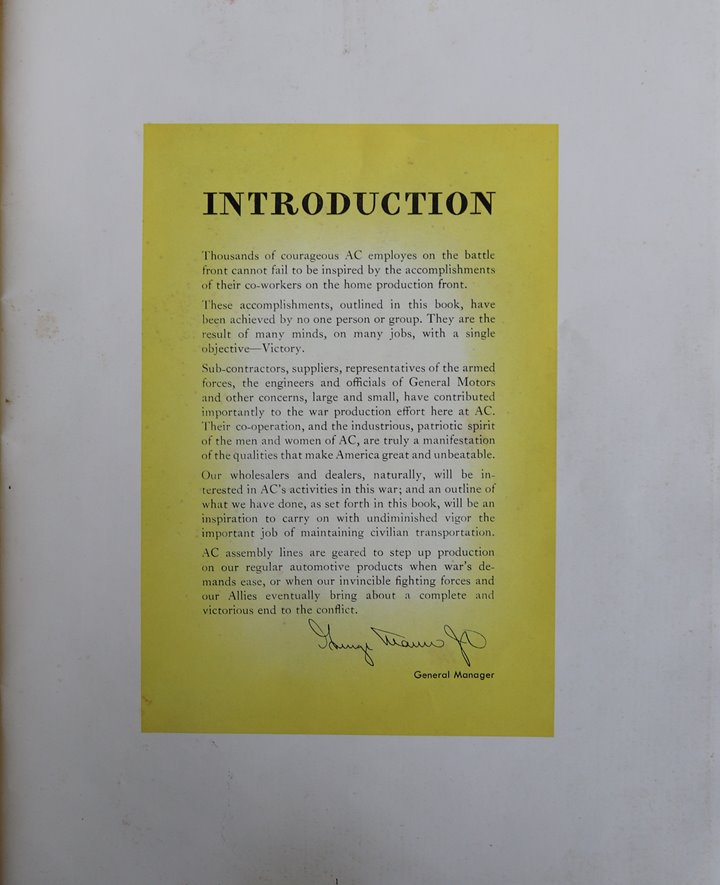 INTRODUCTION
Thousands of courageous AC employes on the battle
front cannot fail to be inspired by the accomplishments
of their co-workers on the home production front.
These accomplishments, outlined in this book, have
been achieved by no one person or group. They are the
result of many minds, on many jobs, with a single
objective—Victory.
Sub-contractors, suppliers, representatives of the armed
forces, the engineers and officials of General Motors
and other concerns, large and small, have contributed
importantly to the war production effort here at AC.
Their co-operation, and the industrious, patriotic spirit
of the men and women of AC, are truly a manifestation
of the qualities that make America great and unbeatable.
Our wholesalers and dealers, naturally, will be in-
terested in AC's activities in this war; and an outline of
what we have done, as set forth in this book, will be an
inspiration to carry on with undiminished vigor the
important job of maintaining civilian transportation.
AC assembly lines are geared to step up production
on our regular automotive products when war's de-
mands ease, or when our invincible fighting forces and
our Allies eventually bring about a complete and
victorious end to the conflict.
George Mann Jr
General Manager